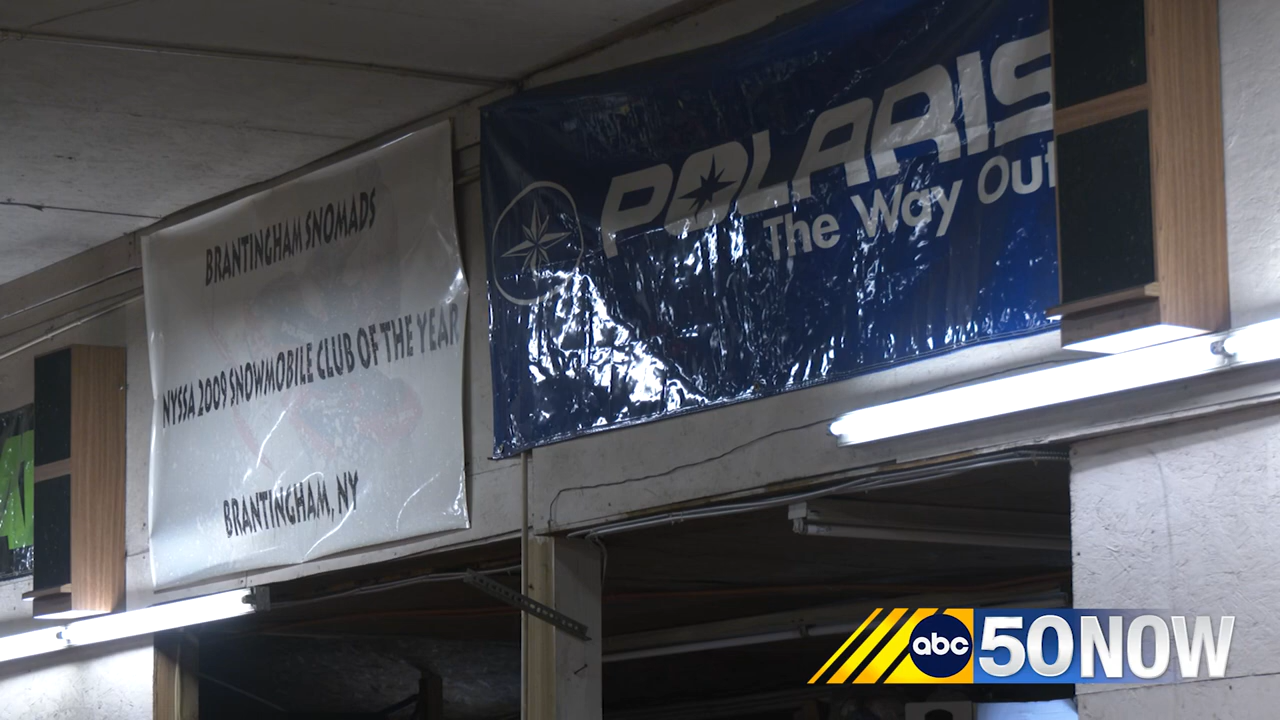 BRANTINGHAM SNOMADS
NYSSA 2009 SNOWMOBILE CLUB OF THE YEAR
BRANTINGHAM, NY
POLARIS
The Way Out
abc 50NOW